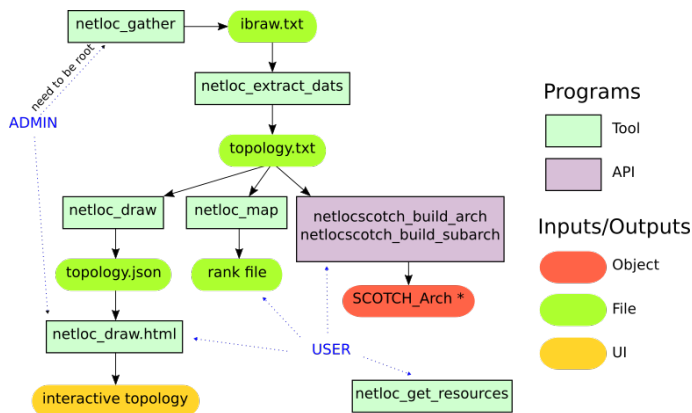 netloc_gather
ibraw.txt
need to be root
netloc_extract_dats
ADMIN
topology.txt
netloc_draw
netloc_map
netlocscotch_build_arch
netlocscotch_build_subarch
topology.json
rank file
SCOTCH_Arch *
netloc_draw.html
USER
interactive topology
netloc_get_resources
Programs
Tool
API
Inputs/Outputs
Object
File
UI